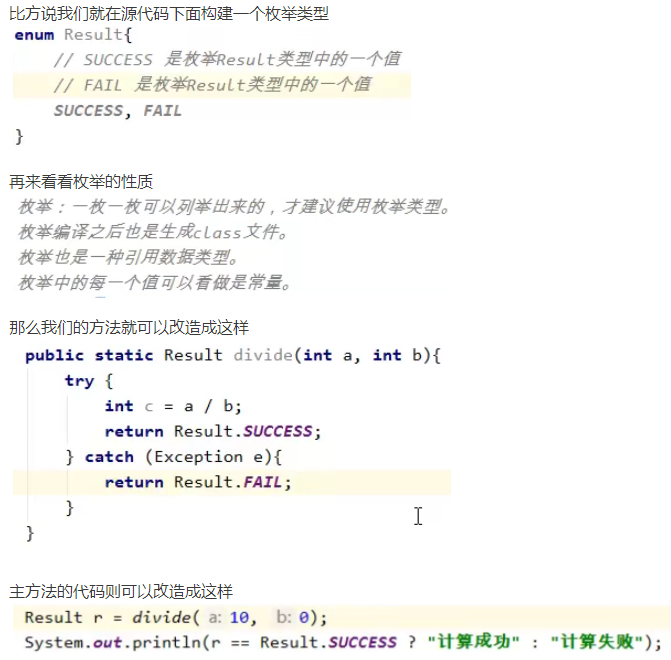 比方说我们就在源代码下面构建一个枚举类型
enum Result{
// SUCCESS 是枚举Result类型中的一个值
// FAIL 是枚举Result类型中的一个值
SUCCESS, FAIL
}
再来看看枚举的性质
枚举：一枚一枚可以列举出来的，才建议使用枚举类型。
枚举编译之后也是生成class文件。
枚举也是一种引用数据类型。
枚举中的每一个值可以看做是常量。
那么我们的方法就可以改造成这样
public static Result divide(int a, int b){
try {
int c = a / b;
return Result.SUCCESS;
} catch (Exception e){
return Result.FAIL;
}
}
主方法的代码则可以改造成这样
Result r = divide( a: 10, b: 0);
System.out.println(r == Result.SUCCESS ? "计算成功" : "计算失败");